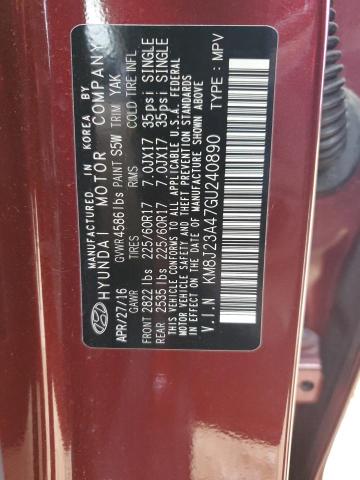 MANUFACTURED IN KOREA BY
HYUNDAI MOTOR COMPANY
APR/27/16 GVWR 4586 lbs PAINT S5W TRIM YAK
GAWR TIRES RIMS COLD TIRE INFL
FRONT 2822 lbs 225/60R17 7.0JX17 35psi SINGLE
REAR 2535 lbs 225/60R17 7.0JX17 35psi SINGLE
THIS VEHICLE CONFORMS TO ALL APPLICABLE U.S.A. FEDERAL
MOTOR VEHICLE SAFETY, BUMPER, AND THEFT PREVENTION
STANDARDS IN EFFECT ON THE DATE OF MANUFACTURE SHOWN ABOVE.
V.I.N KM8J23A47GU240890 TYPE : MPV